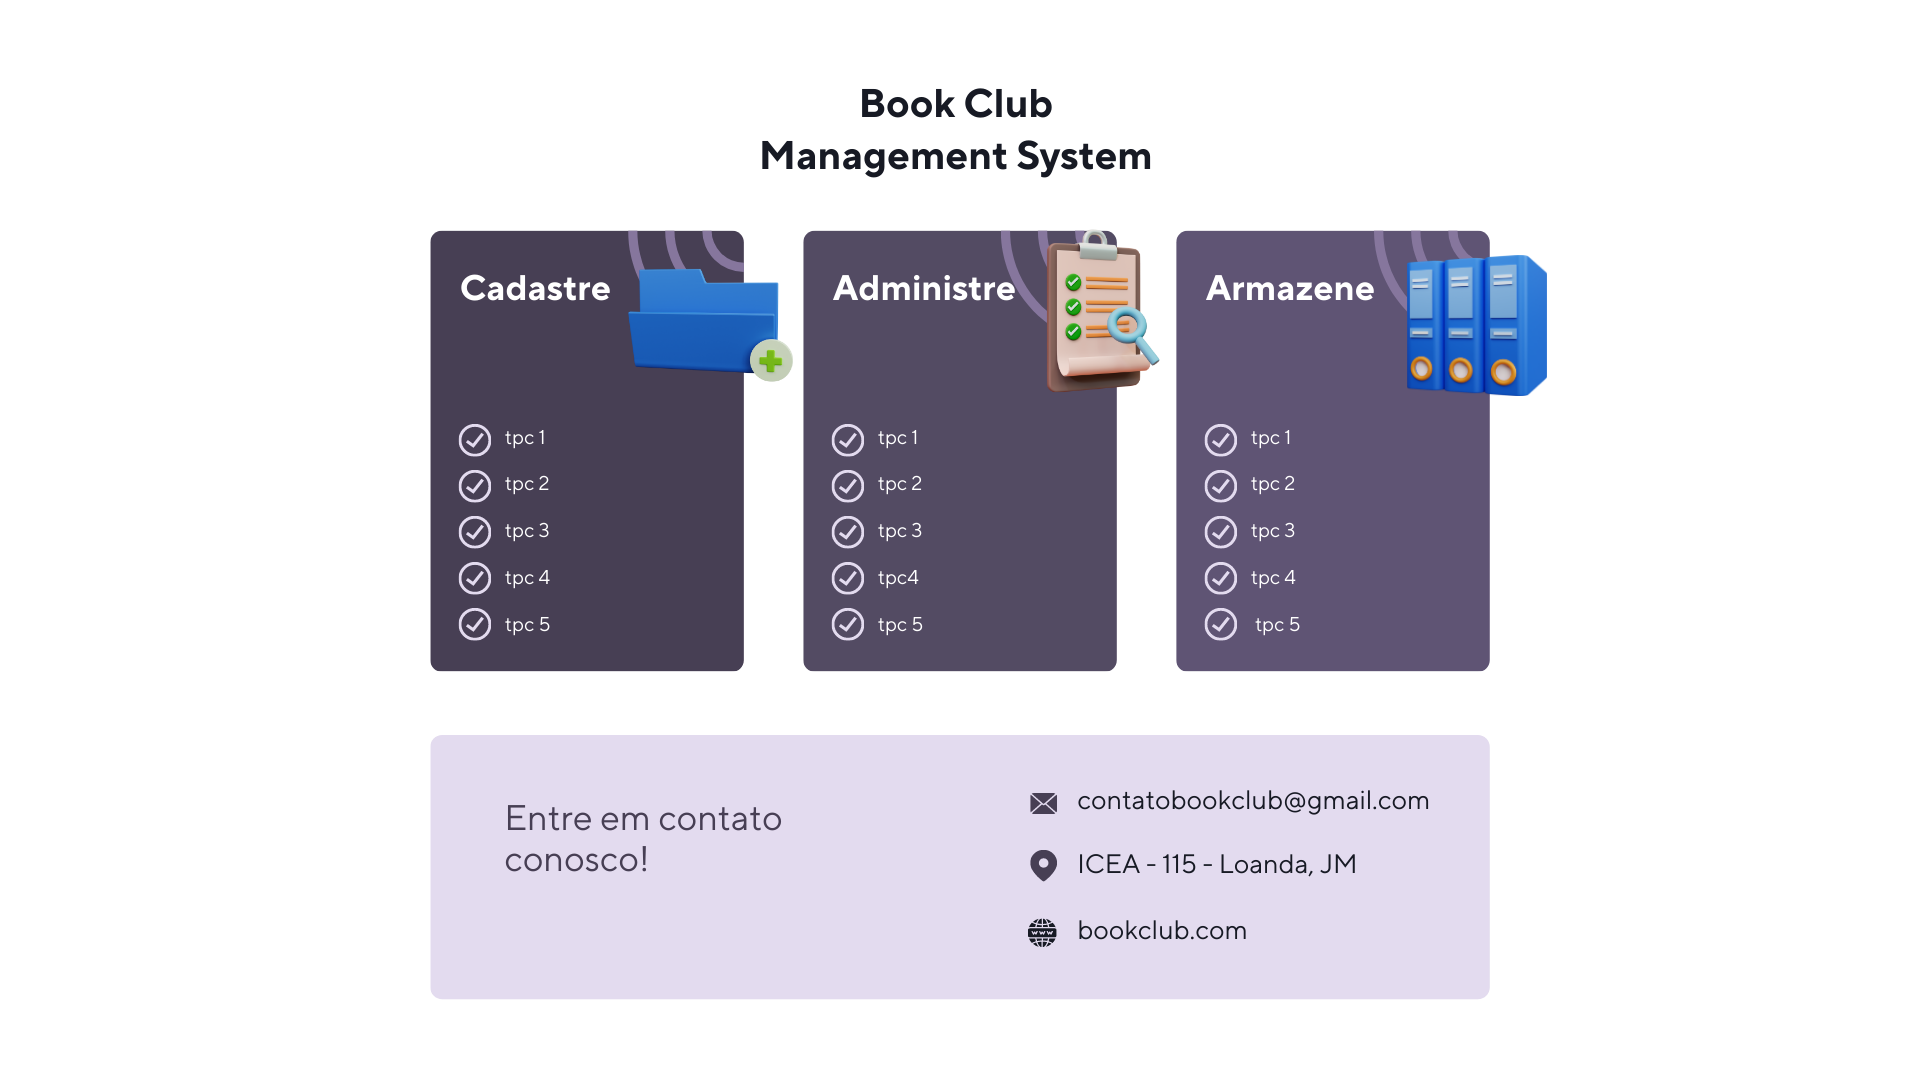 Book Club
Management System
Cadastre
tpc 1
tpc 2
tpc 3
tpc 4
tpc 5
Administre
tpc 1
tpc 2
tpc 3
tpc4
tpc 5
Armazene
tpc 1
tpc 2
tpc 3
tpc 4
tpc 5
Entre em contato
conosco!
contatobookclub@gmail.com
ICEA - 115 - Loanda, JM
www
bookclub.com